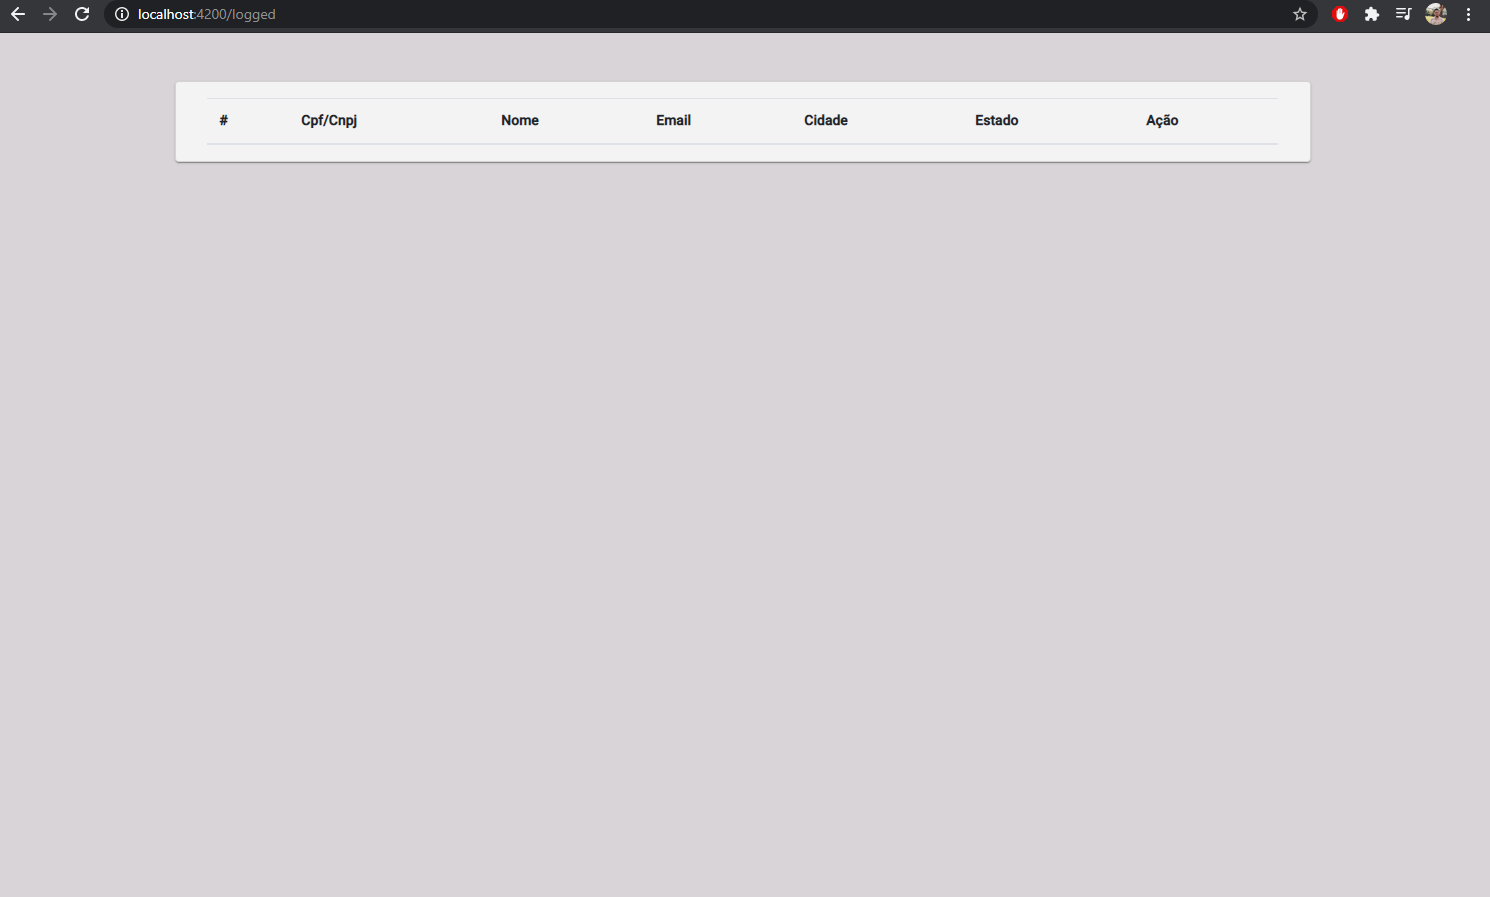 localhost:4200/logged
# Cpf/Cnpj Nome Email Cidade Estado Ação